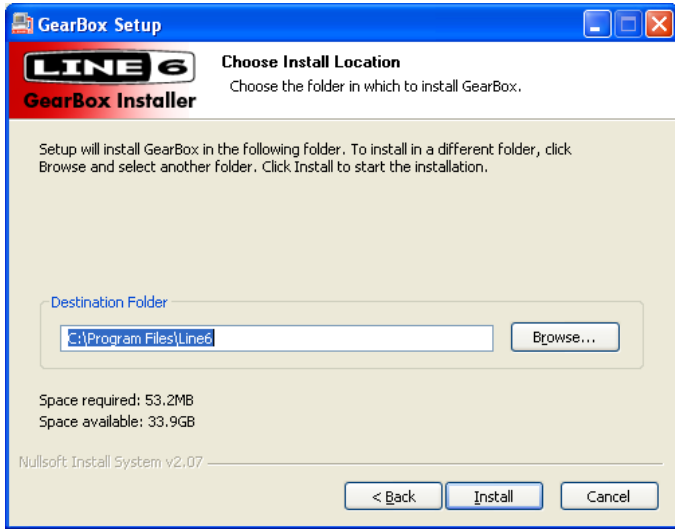 GearBox Setup
LINE 6
GearBox Installer
Choose Install Location
Choose the folder in which to install GearBox.
Setup will install GearBox in the following folder. To install in a different folder, click
Browse and select another folder. Click Install to start the installation.
Destination Folder
C:\Program Files\Line6
Browse...
Space required: 53.2MB
Space available: 33.9GB
Nullsoft Install System v2.07
< Back
Install
Cancel